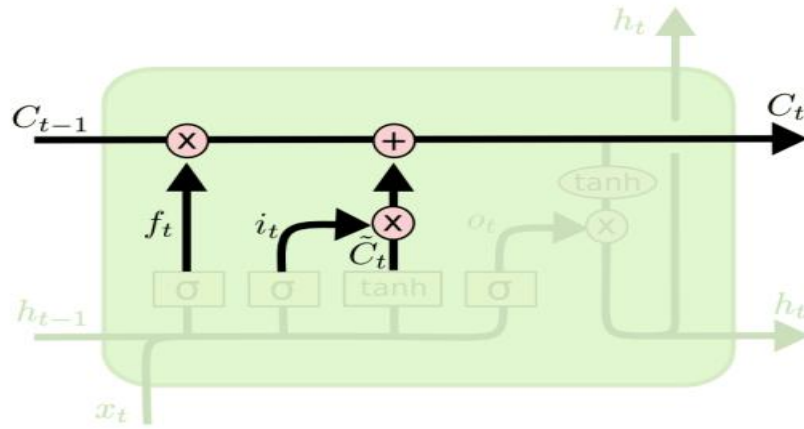 h_t
C_{t-1} × + C_t
tanh
f_t i_t × o_t ×
C̃_t
σ σ tanh σ
h_{t-1} h_t
x_t